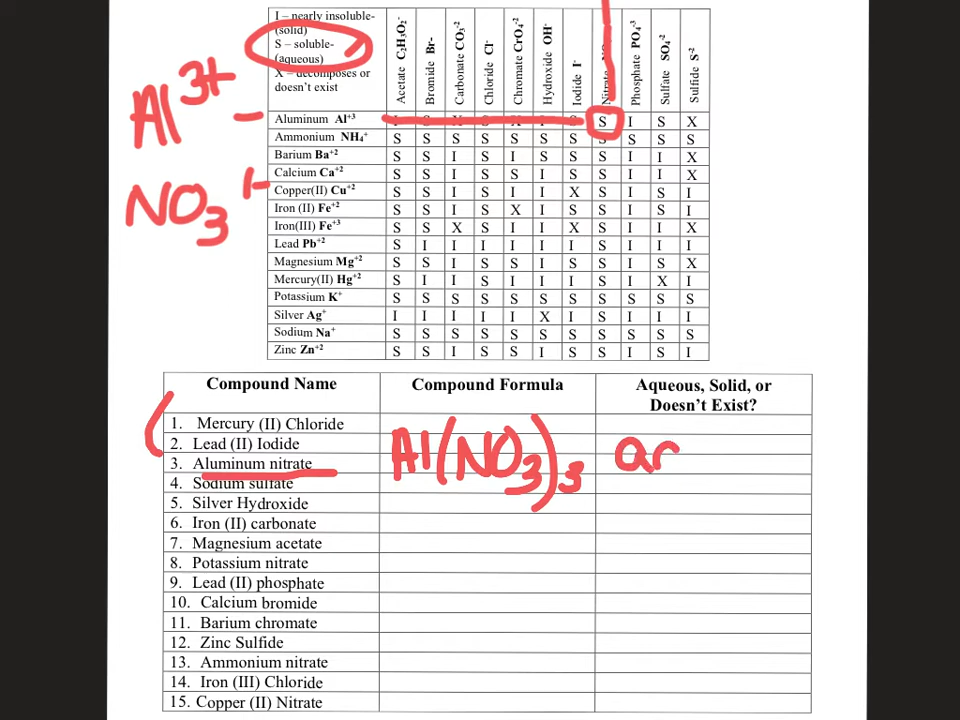 I – nearly insoluble-
(solid)
S – soluble-
(aqueous)
X – decomposes or
doesn't exist
Acetate C₂H₃O₂⁻
Bromide Br-
Carbonate CO₃⁻²
Chloride Cl⁻
Chromate CrO₄⁻²
Hydroxide OH⁻
Iodide I⁻
Nitrate
Phosphate PO₄⁻³
Sulfate SO₄⁻²
Sulfide S⁻²
Aluminum Al⁺³ S I S X
Ammonium NH₄⁺ S S S S S S S S S S S
Barium Ba⁺² S S I S I S S S I I X
Calcium Ca⁺² S S I S S I S S I I X
Copper(II) Cu⁺² S S I S I I X S I S I
Iron (II) Fe⁺² S S I S X I S S I S I
Iron(III) Fe⁺³ S S X S I I X S I I X
Lead Pb⁺² S I I I I I I S I I I
Magnesium Mg⁺² S S I S S I S S I S X
Mercury(II) Hg⁺² S I I S I I I S I X I
Potassium K⁺ S S S S S S S S S S S
Silver Ag⁺ I I I I I X I S I I I
Sodium Na⁺ S S S S S S S S S S S
Zinc Zn⁺² S S I S S I S S I S I
Al³⁺
NO₃¹⁻
Compound Name Compound Formula Aqueous, Solid, or
Doesn't Exist?
1. Mercury (II) Chloride
2. Lead (II) Iodide
3. Aluminum nitrate Al(NO₃)₃
4. Sodium sulfate
5. Silver Hydroxide
6. Iron (II) carbonate
7. Magnesium acetate
8. Potassium nitrate
9. Lead (II) phosphate
10. Calcium bromide
11. Barium chromate
12. Zinc Sulfide
13. Ammonium nitrate
14. Iron (III) Chloride
15. Copper (II) Nitrate